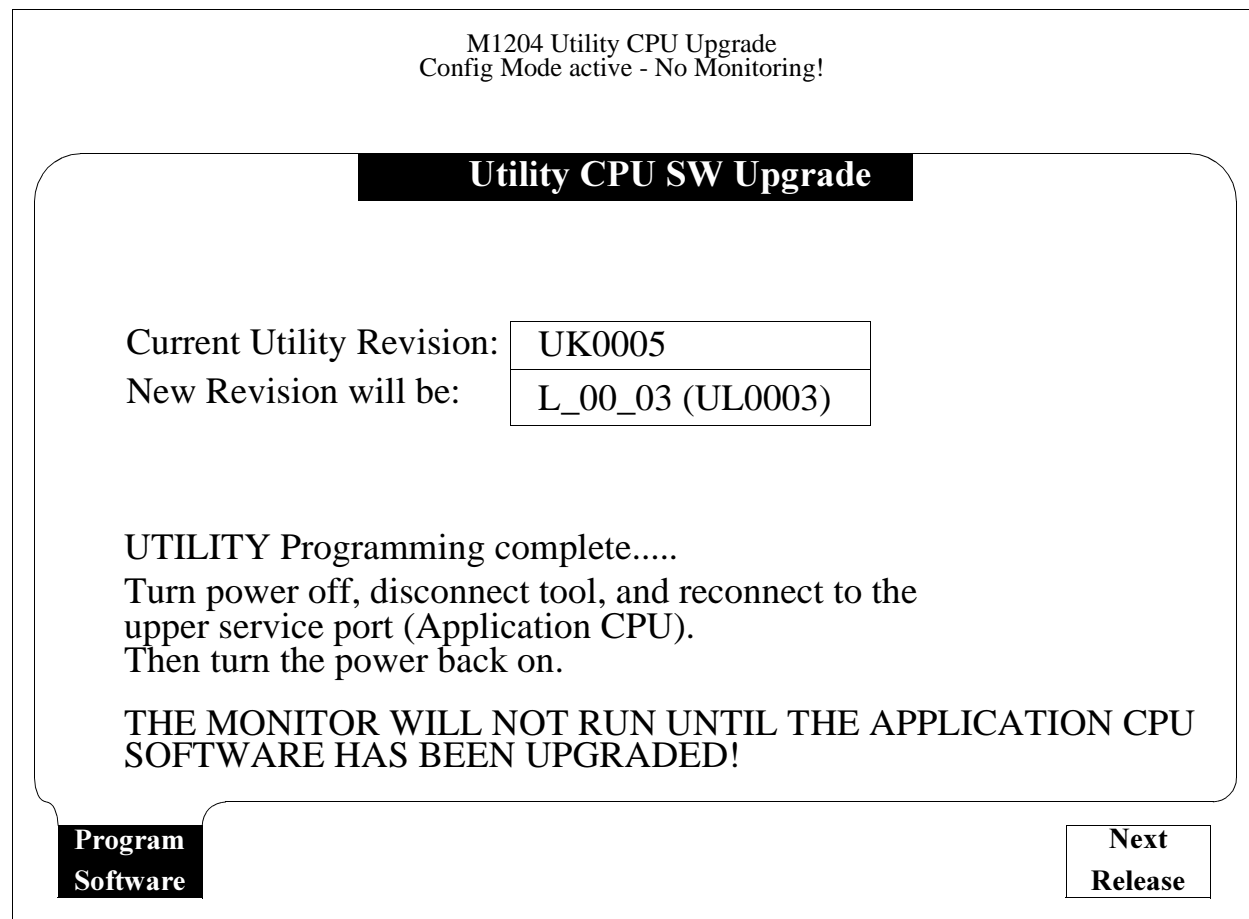 M1204 Utility CPU Upgrade
Config Mode active - No Monitoring!
Utility CPU SW Upgrade
Current Utility Revision: UK0005
New Revision will be: L_00_03 (UL0003)
UTILITY Programming complete.....
Turn power off, disconnect tool, and reconnect to the
upper service port (Application CPU).
Then turn the power back on.
THE MONITOR WILL NOT RUN UNTIL THE APPLICATION CPU
SOFTWARE HAS BEEN UPGRADED!
Program
Software
Next
Release